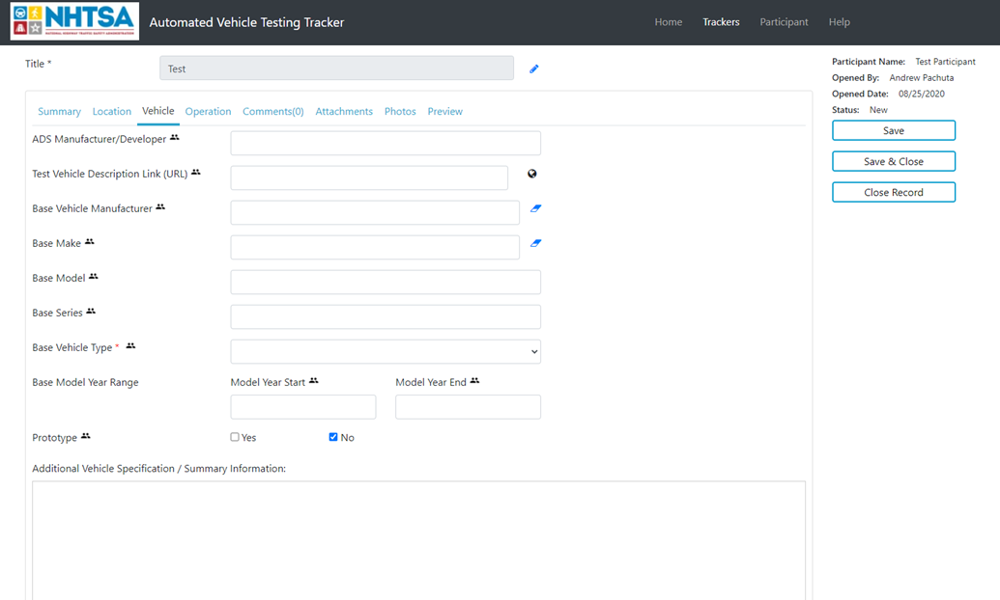 NHTSA
NATIONAL HIGHWAY TRAFFIC SAFETY ADMINISTRATION
Automated Vehicle Testing Tracker
Home Trackers Participant Help
Title * Test
Participant Name: Test Participant
Opened By: Andrew Pachuta
Opened Date: 08/25/2020
Status: New
Save
Save & Close
Close Record
Summary Location Vehicle Operation Comments(0) Attachments Photos Preview
ADS Manufacturer/Developer
Test Vehicle Description Link (URL)
Base Vehicle Manufacturer
Base Make
Base Model
Base Series
Base Vehicle Type *
Base Model Year Range Model Year Start Model Year End
Prototype Yes No
Additional Vehicle Specification / Summary Information: